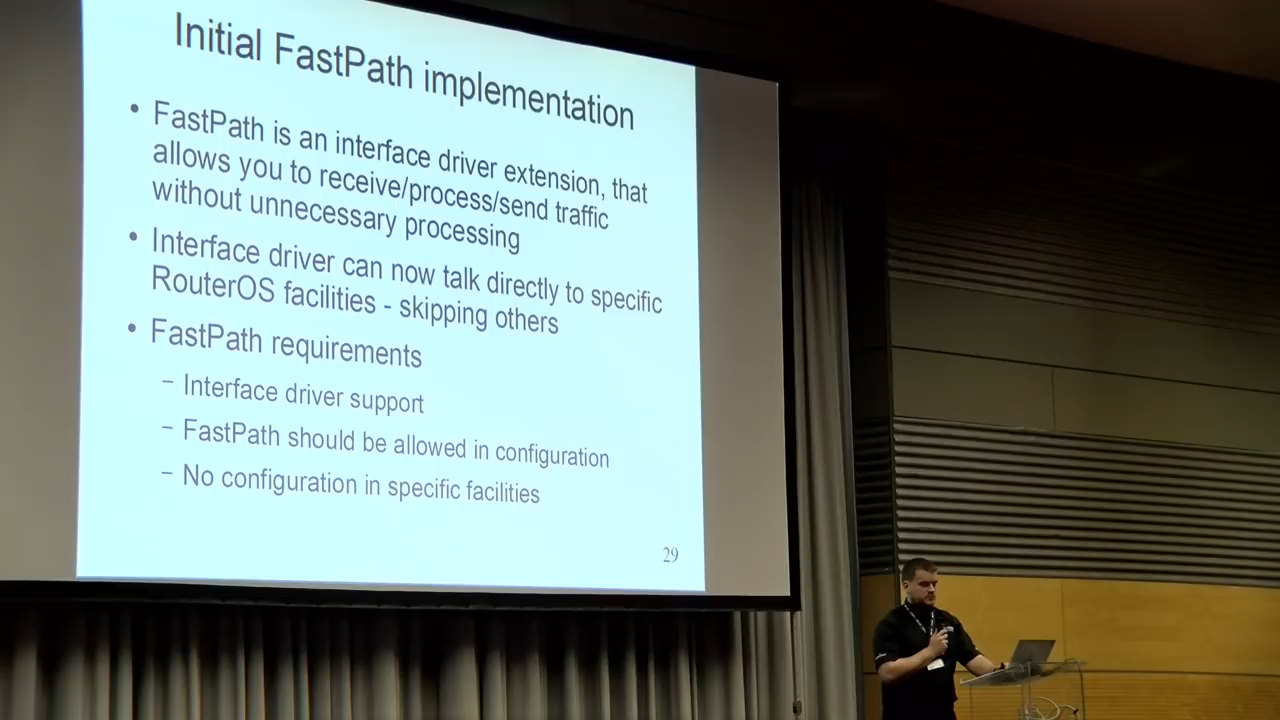 Initial FastPath implementation
• FastPath is an interface driver extension, that
allows you to receive/process/send traffic
without unnecessary processing
• Interface driver can now talk directly to specific
RouterOS facilities - skipping others
• FastPath requirements
– Interface driver support
– FastPath should be allowed in configuration
– No configuration in specific facilities
29